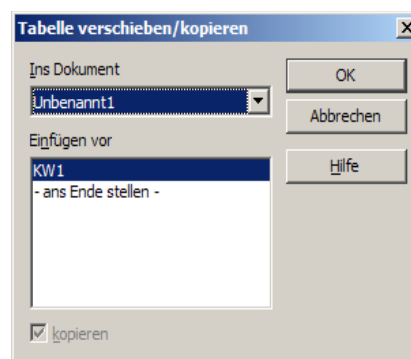 Tabelle verschieben/kopieren
Ins Dokument
Unbenannt1
Einfügen vor
KW1
- ans Ende stellen -
kopieren
OK
Abbrechen
Hilfe